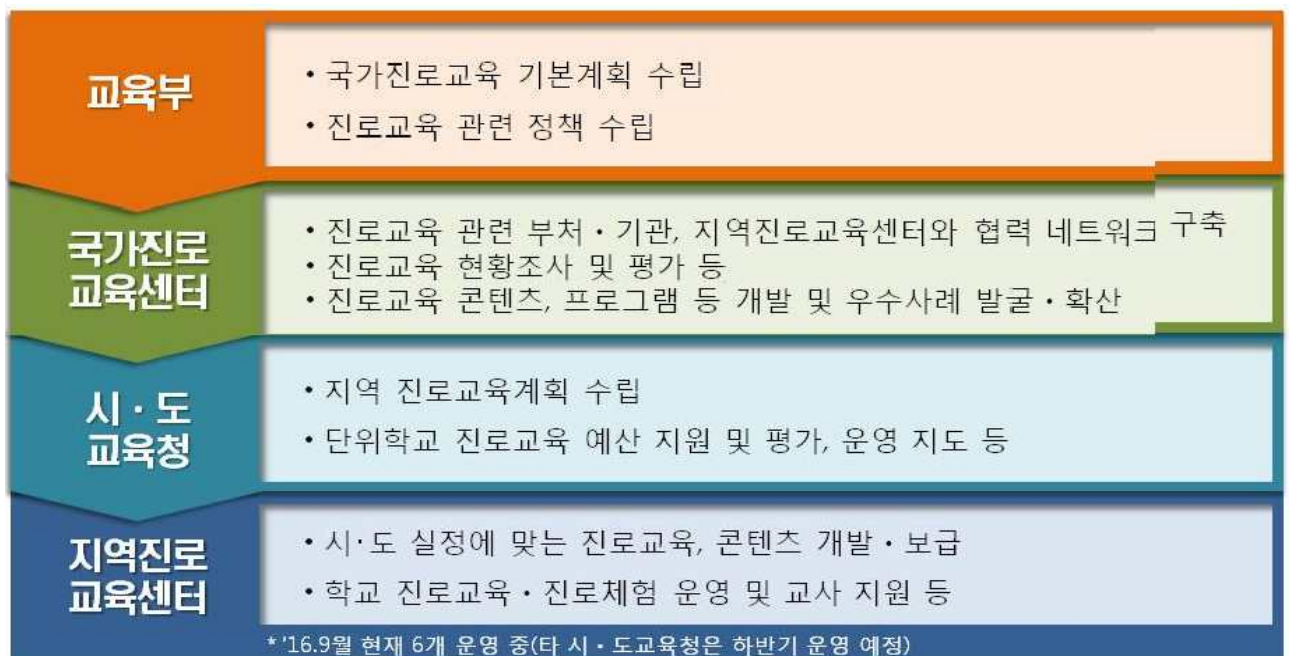 교육부
• 국가진로교육 기본계획 수립
• 진로교육 관련 정책 수립
국가진로
교육센터
• 진로교육 관련 부처・기관, 지역진로교육센터와 협력 네트워크 구축
• 진로교육 현황조사 및 평가 등
• 진로교육 콘텐츠, 프로그램 등 개발 및 우수사례 발굴・확산
시・도
교육청
• 지역 진로교육계획 수립
• 단위학교 진로교육 예산 지원 및 평가, 운영 지도 등
지역진로
교육센터
• 시·도 실정에 맞는 진로교육, 콘텐츠 개발・보급
• 학교 진로교육・진로체험 운영 및 교사 지원 등
* '16.9월 현재 6개 운영 중(타 시・도교육청은 하반기 운영 예정)